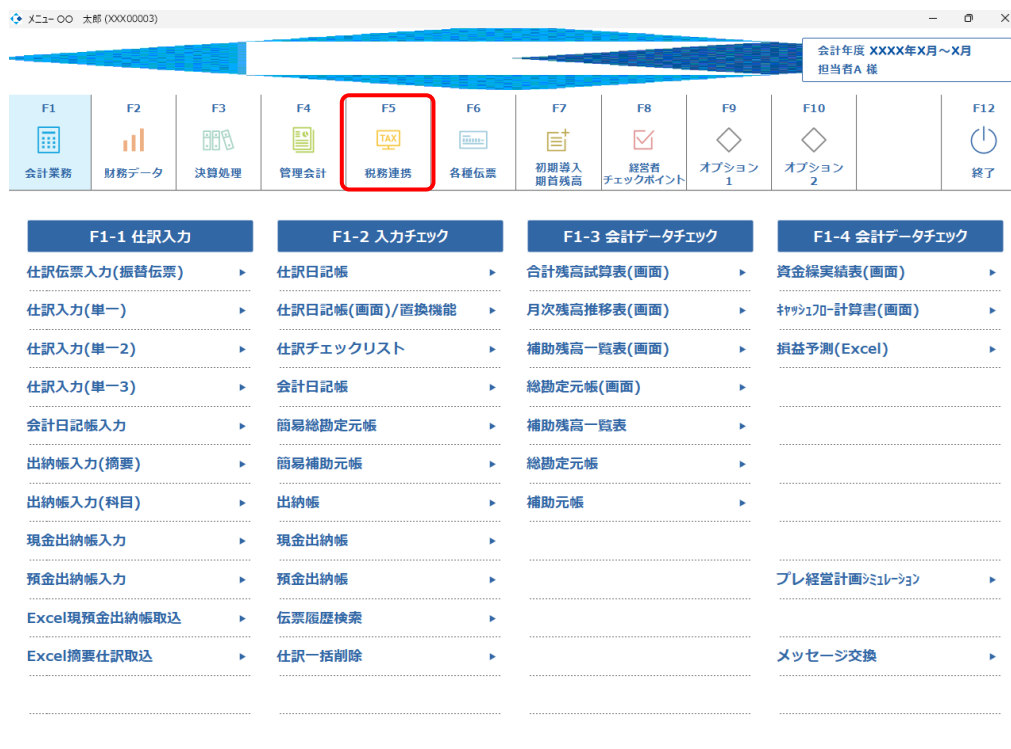 メニュー ○○ 太郎 (XXX00003)
会計年度 XXXX年X月～X月
担当者A 様
F1
F2
F3
F4
F5
F6
F7
F8
F9
F10
F12
TAX
会計業務
財務データ
決算処理
管理会計
税務連携
各種伝票
初期導入
期首残高
経営者
チェックポイント
オプション
1
オプション
2
終了
F1-1 仕訳入力
仕訳伝票入力(振替伝票)
仕訳入力(単一)
仕訳入力(単一2)
仕訳入力(単一3)
会計日記帳入力
出納帳入力(摘要)
出納帳入力(科目)
現金出納帳入力
預金出納帳入力
Excel現預金出納帳取込
Excel摘要仕訳取込
F1-2 入力チェック
仕訳日記帳
仕訳日記帳(画面)/置換機能
仕訳チェックリスト
会計日記帳
簡易総勘定元帳
簡易補助元帳
出納帳
現金出納帳
預金出納帳
伝票履歴検索
仕訳一括削除
F1-3 会計データチェック
合計残高試算表(画面)
月次残高推移表(画面)
補助残高一覧表(画面)
総勘定元帳(画面)
補助残高一覧表
総勘定元帳
補助元帳
F1-4 会計データチェック
資金繰実績表(画面)
ｷｬｯｼｭﾌﾛｰ計算書(画面)
損益予測(Excel)
プレ経営計画ｼﾐｭﾚｰｼｮﾝ
メッセージ交換